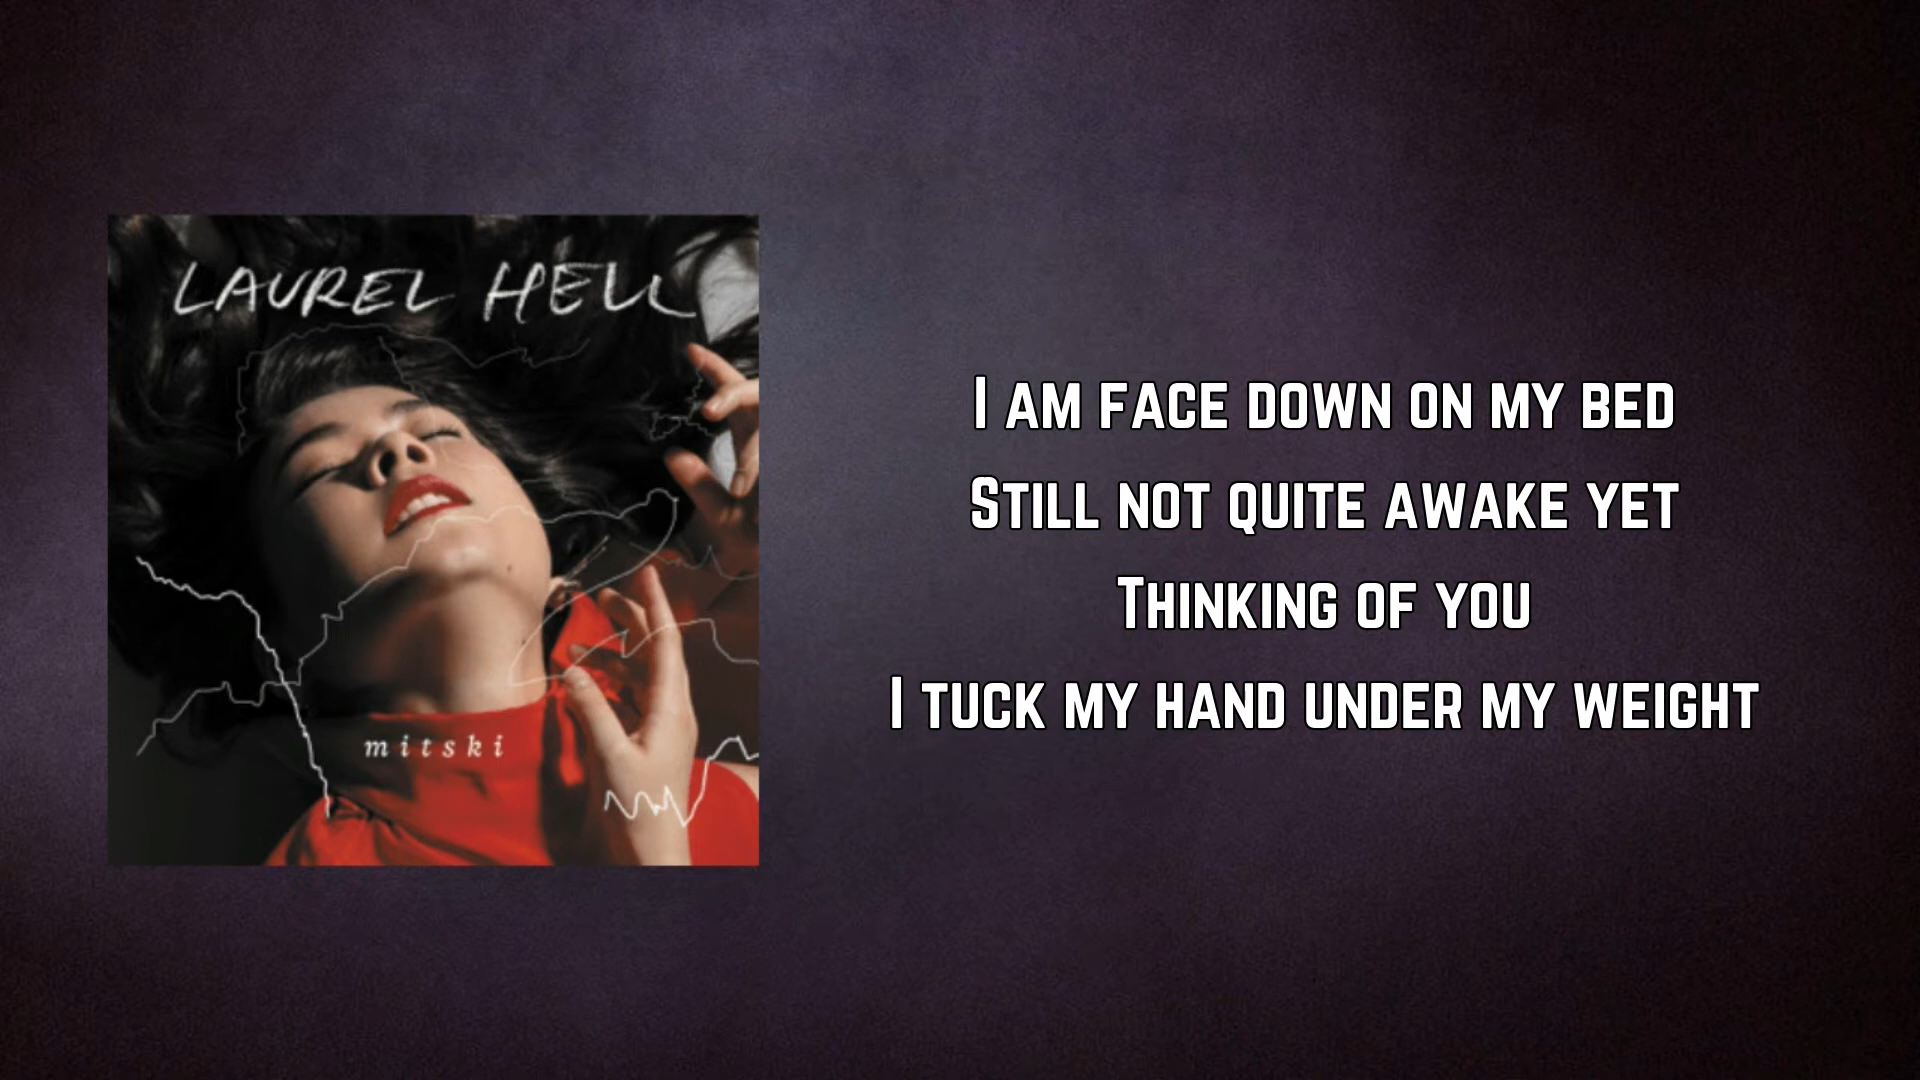 LAUREL HELL
mitski
I AM FACE DOWN ON MY BED
STILL NOT QUITE AWAKE YET
THINKING OF YOU
I TUCK MY HAND UNDER MY WEIGHT